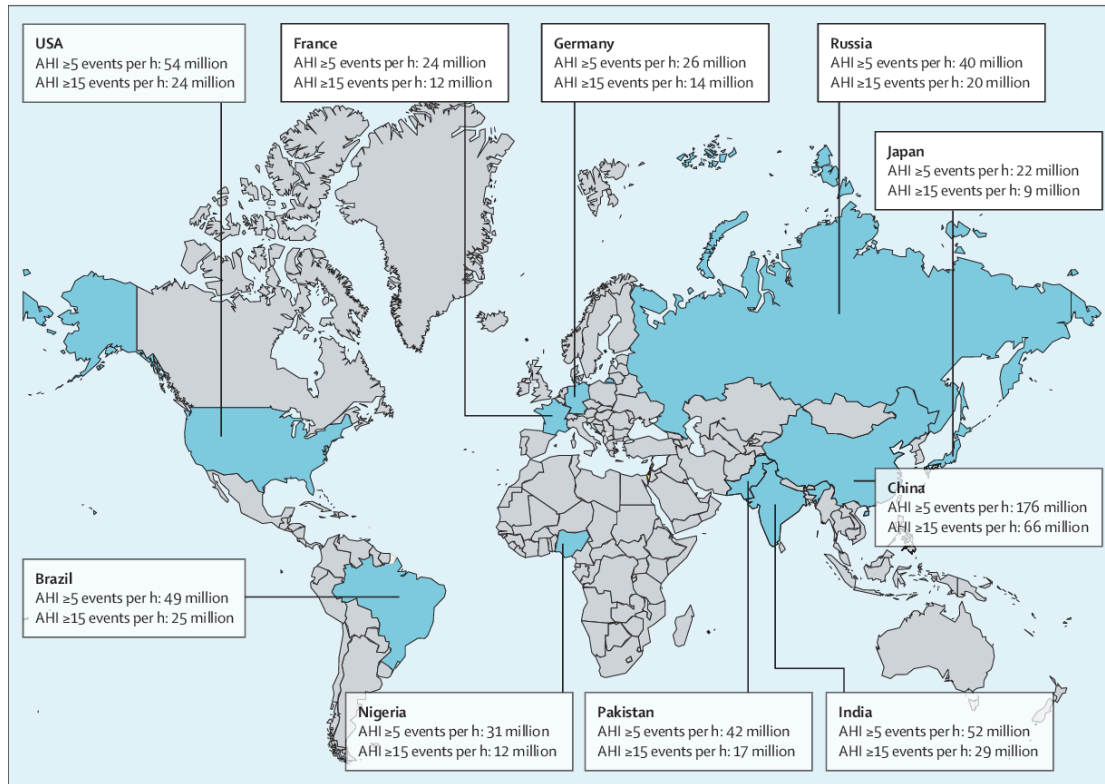 USA
AHI ≥5 events per h: 54 million
AHI ≥15 events per h: 24 million
France
AHI ≥5 events per h: 24 million
AHI ≥15 events per h: 12 million
Germany
AHI ≥5 events per h: 26 million
AHI ≥15 events per h: 14 million
Russia
AHI ≥5 events per h: 40 million
AHI ≥15 events per h: 20 million
Japan
AHI ≥5 events per h: 22 million
AHI ≥15 events per h: 9 million
China
AHI ≥5 events per h: 176 million
AHI ≥15 events per h: 66 million
Brazil
AHI ≥5 events per h: 49 million
AHI ≥15 events per h: 25 million
Nigeria
AHI ≥5 events per h: 31 million
AHI ≥15 events per h: 12 million
Pakistan
AHI ≥5 events per h: 42 million
AHI ≥15 events per h: 17 million
India
AHI ≥5 events per h: 52 million
AHI ≥15 events per h: 29 million